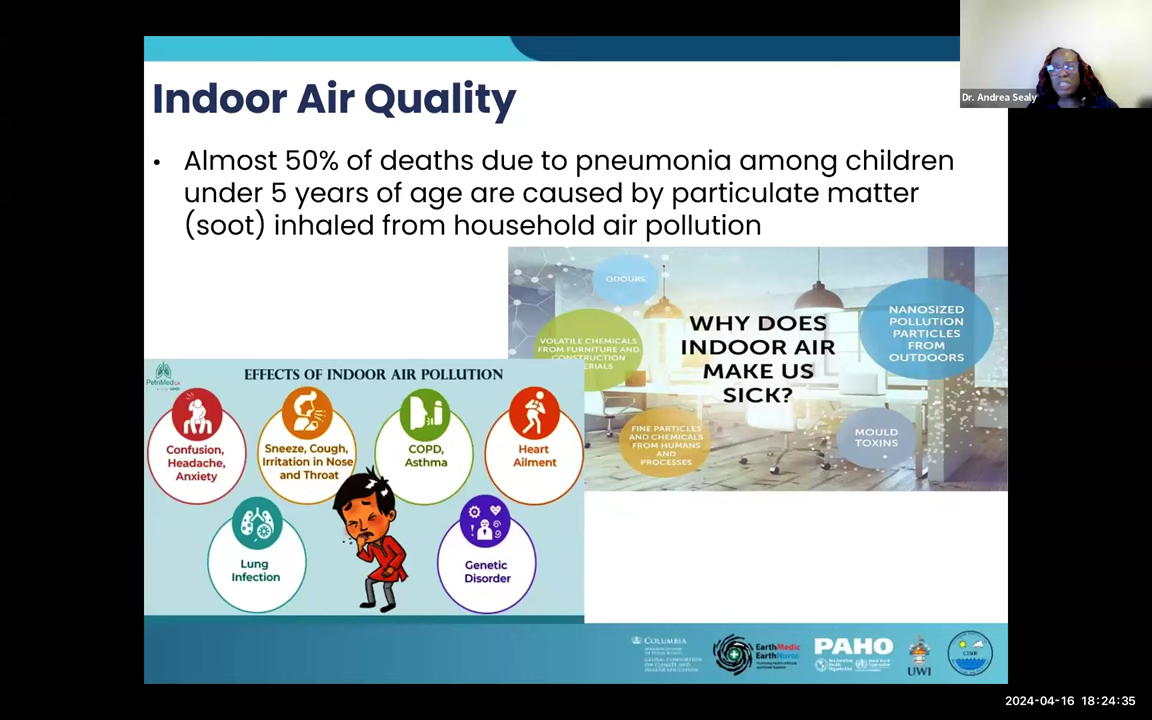 Dr. Andrea Sealy
Indoor Air Quality
• Almost 50% of deaths due to pneumonia among children
under 5 years of age are caused by particulate matter
(soot) inhaled from household air pollution
ODOURS
VOLATILE CHEMICALS
FROM FURNITURE AND
CONSTRUCTION
WHY DOES
INDOOR AIR
MAKE US
SICK?
NANOSIZED
POLLUTION
PARTICLES
FROM
OUTDOORS
FINE PARTICLES
AND CHEMICALS
FROM HUMANS
AND
PROCESSES
MOULD
TOXINS
EFFECTS OF INDOOR AIR POLLUTION
Confusion,
Headache,
Anxiety
Sneeze, Cough,
Irritation in Nose
and Throat
COPD,
Asthma
Heart
Ailment
Lung
Infection
Genetic
Disorder
COLUMBIA
EarthMedic
EarthNurse
PAHO
UWI
2024-04-16 18:24:35